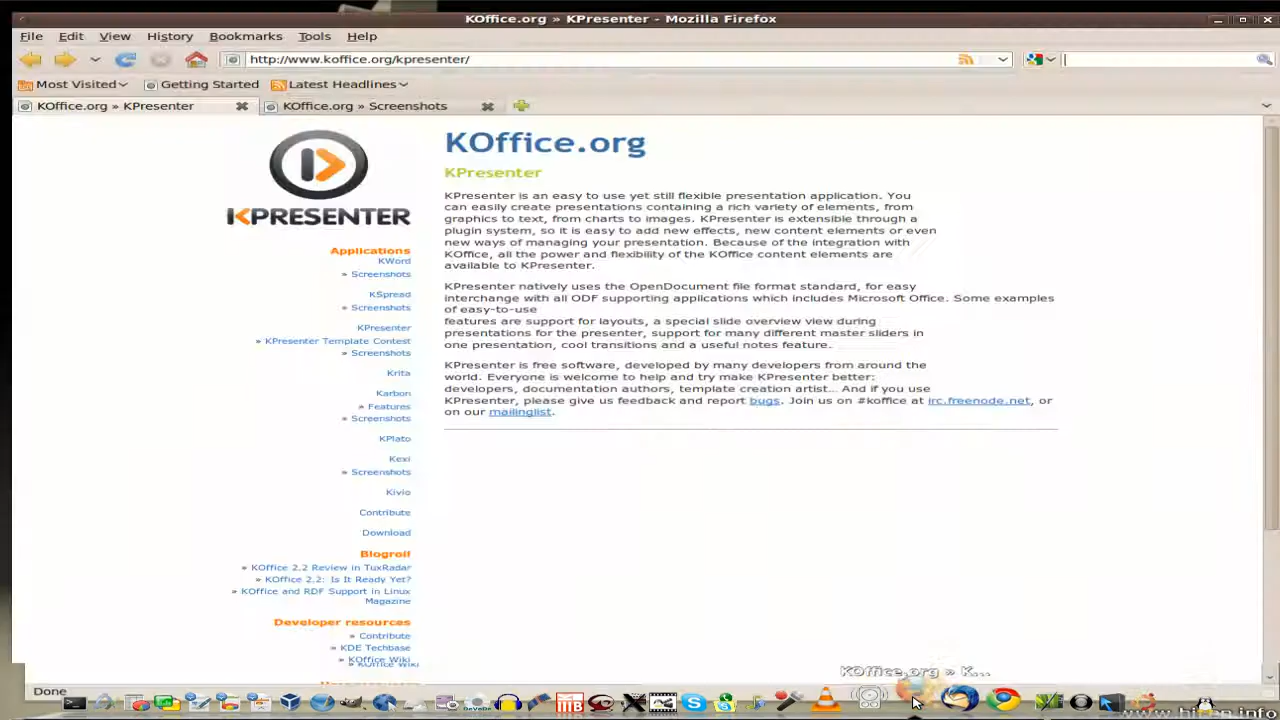 KOffice.org » KPresenter - Mozilla Firefox
File Edit View History Bookmarks Tools Help
http://www.koffice.org/kpresenter/
Most Visited Getting Started Latest Headlines
KOffice.org » KPresenter KOffice.org » Screenshots
KPRESENTER
Applications
KWord
» Screenshots
KSpread
» Screenshots
KPresenter
» KPresenter Template Contest
» Screenshots
Krita
Karbon
» Features
» Screenshots
KPlato
Kexi
» Screenshots
Kivio
Contribute
Download
Blogroll
» KOffice 2.2 Review in TuxRadar
» KOffice 2.2: Is It Ready Yet?
» KOffice and RDF Support in Linux
Magazine
Developer resources
» Contribute
» KDE Techbase
» KOffice Wiki
» KOffice Wiki
KOffice.org
KPresenter
KPresenter is an easy to use yet still flexible presentation application. You
can easily create presentations containing a rich variety of elements, from
graphics to text, from charts to images. KPresenter is extensible through a
plugin system, so it is easy to add new effects, new content elements or even
new ways of managing your presentation. Because of the integration with
KOffice, all the power and flexibility of the KOffice content elements are
available to KPresenter.
KPresenter natively uses the OpenDocument file format standard, for easy
interchange with all ODF supporting applications which includes Microsoft Office. Some examples
of easy-to-use
features are support for layouts, a special slide overview view during
presentations for the presenter, support for many different master sliders in
one presentation, cool transitions and a useful notes feature.
KPresenter is free software, developed by many developers from around the
world. Everyone is welcome to help and try make KPresenter better:
developers, documentation authors, template creation artist... And if you use
KPresenter, please give us feedback and report bugs. Join us on #koffice at irc.freenode.net, or
on our mailinglist.
KOffice.org » K...
Done